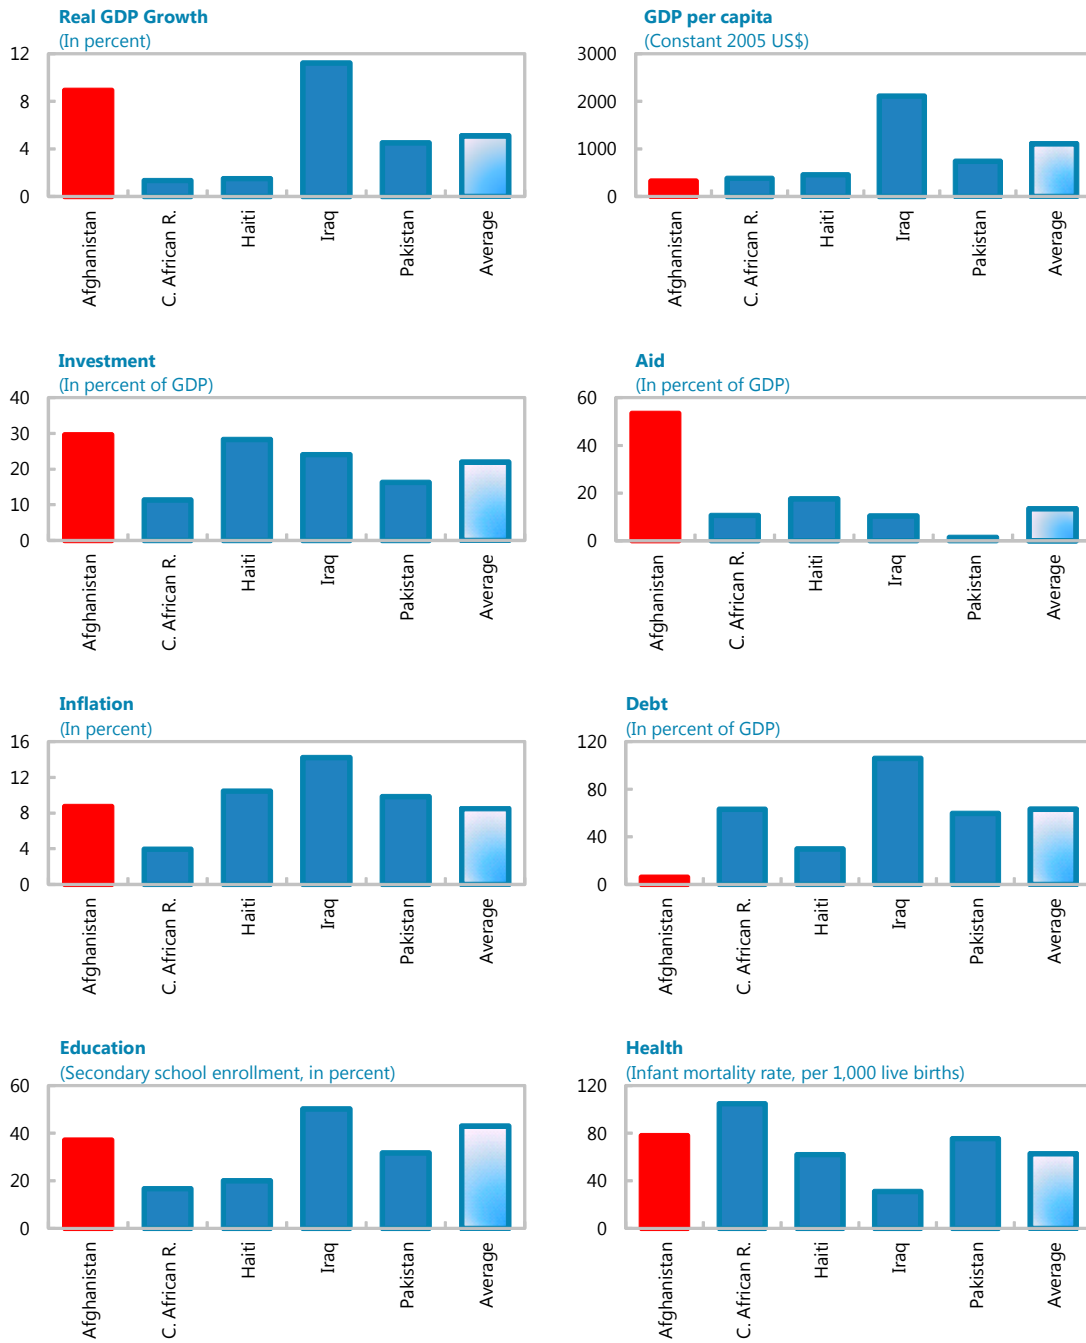 Real GDP Growth
(In percent)
12
8
4
0
Afghanistan
C. African R.
Haiti
Iraq
Pakistan
Average
GDP per capita
(Constant 2005 US$)
3000
2000
1000
0
Afghanistan
C. African R.
Haiti
Iraq
Pakistan
Average
Investment
(In percent of GDP)
40
30
20
10
0
Afghanistan
C. African R.
Haiti
Iraq
Pakistan
Average
Aid
(In percent of GDP)
60
40
20
0
Afghanistan
C. African R.
Haiti
Iraq
Pakistan
Average
Inflation
(In percent)
16
12
8
4
0
Afghanistan
C. African R.
Haiti
Iraq
Pakistan
Average
Debt
(In percent of GDP)
120
80
40
0
Afghanistan
C. African R.
Haiti
Iraq
Pakistan
Average
Education
(Secondary school enrollment, in percent)
60
40
20
0
Afghanistan
C. African R.
Haiti
Iraq
Pakistan
Average
Health
(Infant mortality rate, per 1,000 live births)
120
80
40
0
Afghanistan
C. African R.
Haiti
Iraq
Pakistan
Average